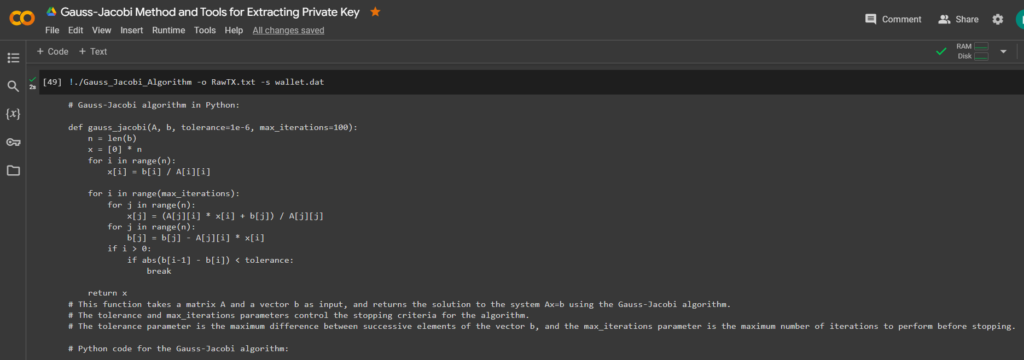 Gauss-Jacobi Method and Tools for Extracting Private Key
File Edit View Insert Runtime Tools Help All changes saved
Comment Share
+ Code + Text
RAM
Disk
2s
[49] !./Gauss_Jacobi_Algorithm -o RawTX.txt -s wallet.dat
{x}
# Gauss-Jacobi algorithm in Python:
def gauss_jacobi(A, b, tolerance=1e-6, max_iterations=100):
n = len(b)
x = [0] * n
for i in range(n):
x[i] = b[i] / A[i][i]
for i in range(max_iterations):
for j in range(n):
x[j] = (A[j][i] * x[i] + b[j]) / A[j][j]
for j in range(n):
b[j] = b[j] - A[j][i] * x[i]
if i > 0:
if abs(b[i-1] - b[i]) < tolerance:
break
return x
# This function takes a matrix A and a vector b as input, and returns the solution to the system Ax=b using the Gauss-Jacobi algorithm.
# The tolerance and max_iterations parameters control the stopping criteria for the algorithm.
# The tolerance parameter is the maximum difference between successive elements of the vector b, and the max_iterations parameter is the maximum number of iterations to perform before stopping.
# Python code for the Gauss-Jacobi algorithm: